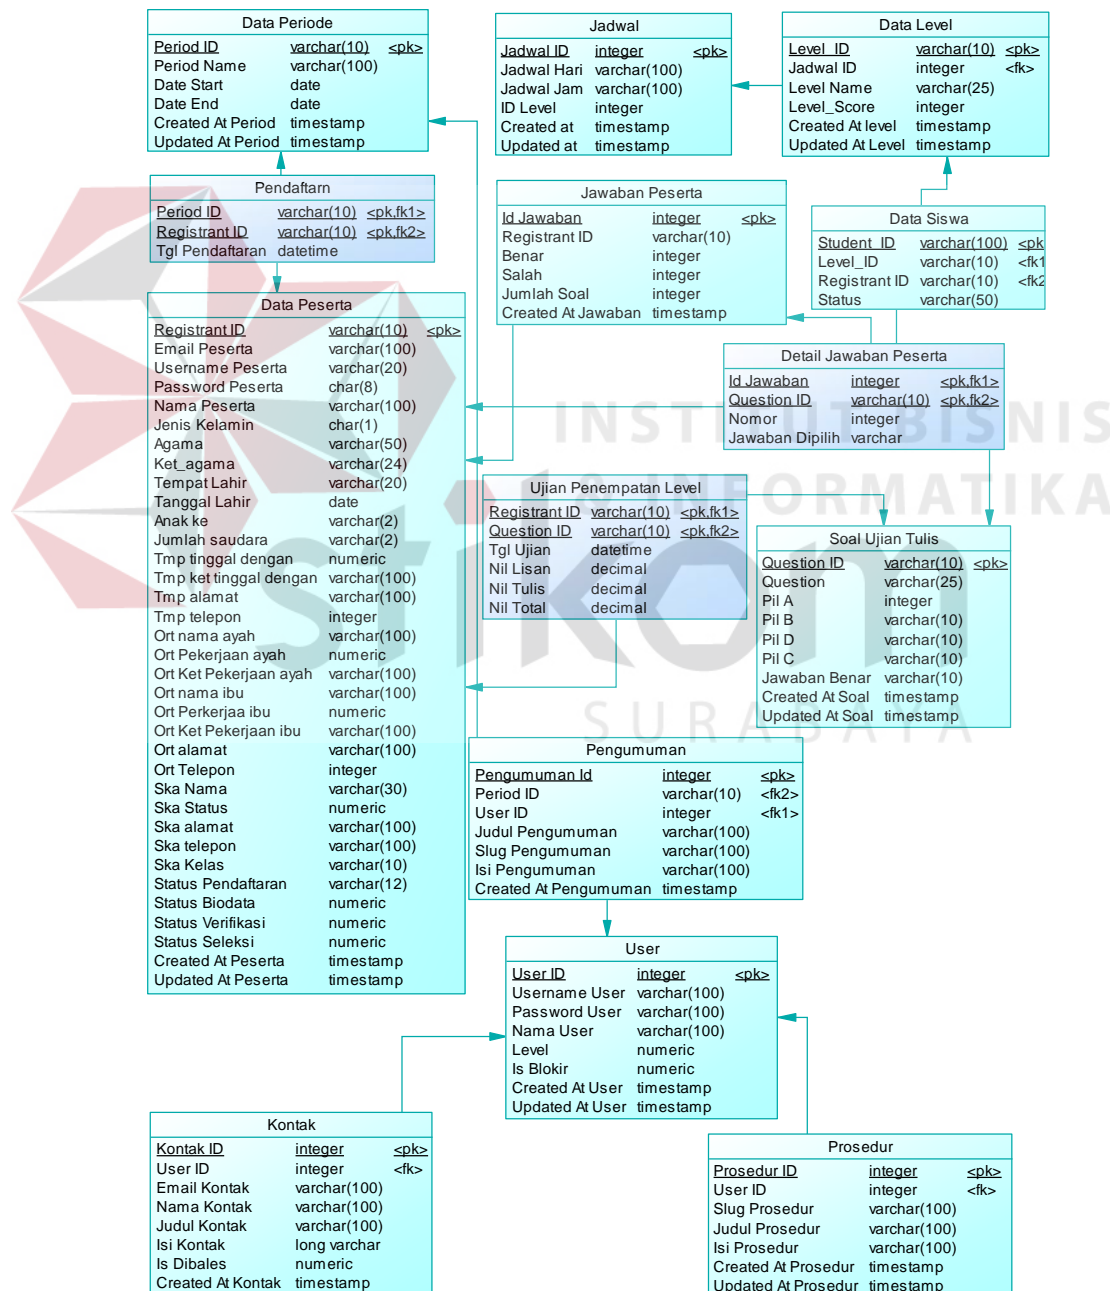 Data Periode
Period ID varchar(10) <pk>
Period Name varchar(100)
Date Start date
Date End date
Created At Period timestamp
Updated At Period timestamp
Jadwal
Jadwal ID integer <pk>
Jadwal Hari varchar(100)
Jadwal Jam varchar(100)
ID Level integer
Created at timestamp
Updated at timestamp
Data Level
Level_ID varchar(10) <pk>
Jadwal ID integer <fk>
Level Name varchar(25)
Level_Score integer
Created At level timestamp
Updated At Level timestamp
Pendaftarn
Period ID varchar(10) <pk,fk1>
Registrant ID varchar(10) <pk,fk2>
Tgl Pendaftaran datetime
Jawaban Peserta
Id Jawaban integer <pk>
Registrant ID varchar(10)
Benar integer
Salah integer
Jumlah Soal integer
Created At Jawaban timestamp
Data Siswa
Student_ID varchar(100) <pk
Level_ID varchar(10) <fk1
Registrant ID varchar(10) <fk2
Status varchar(50)
Data Peserta
Registrant ID varchar(10) <pk>
Email Peserta varchar(100)
Username Peserta varchar(20)
Password Peserta char(8)
Nama Peserta varchar(100)
Jenis Kelamin char(1)
Agama varchar(50)
Ket_agama varchar(24)
Tempat Lahir varchar(20)
Tanggal Lahir date
Anak ke varchar(2)
Jumlah saudara varchar(2)
Tmp tinggal dengan numeric
Tmp ket tinggal dengan varchar(100)
Tmp alamat varchar(100)
Tmp telepon integer
Ort nama ayah varchar(100)
Ort Pekerjaan ayah numeric
Ort Ket Pekerjaan ayah varchar(100)
Ort nama ibu varchar(100)
Ort Perkerjaa ibu numeric
Ort Ket Pekerjaan ibu varchar(100)
Ort alamat varchar(100)
Ort Telepon integer
Ska Nama varchar(30)
Ska Status numeric
Ska alamat varchar(100)
Ska telepon varchar(100)
Ska Kelas varchar(10)
Status Pendaftaran varchar(12)
Status Biodata numeric
Status Verifikasi numeric
Status Seleksi numeric
Created At Peserta timestamp
Updated At Peserta timestamp
Detail Jawaban Peserta
Id Jawaban integer <pk,fk1>
Question ID varchar(10) <pk,fk2>
Nomor integer
Jawaban Dipilih varchar
INSTITUT BISNIS
& INFORMATIKA
stikom
SURABAYA
Ujian Penempatan Level
Registrant ID varchar(10) <pk,fk1>
Question ID varchar(10) <pk,fk2>
Tgl Ujian datetime
Nil Lisan decimal
Nil Tulis decimal
Nil Total decimal
Soal Ujian Tulis
Question ID varchar(10) <pk>
Question varchar(25)
Pil A integer
Pil B varchar(10)
Pil D varchar(10)
Pil C varchar(10)
Jawaban Benar varchar(10)
Created At Soal timestamp
Updated At Soal timestamp
Pengumuman
Pengumuman Id integer <pk>
Period ID varchar(10) <fk2>
User ID integer <fk1>
Judul Pengumuman varchar(100)
Slug Pengumuman varchar(100)
Isi Pengumuman varchar(100)
Created At Pengumuman timestamp
User
User ID integer <pk>
Username User varchar(100)
Password User varchar(100)
Nama User varchar(100)
Level numeric
Is Blokir numeric
Created At User timestamp
Updated At User timestamp
Kontak
Kontak ID integer <pk>
User ID integer <fk>
Email Kontak varchar(100)
Nama Kontak varchar(100)
Judul Kontak varchar(100)
Isi Kontak long varchar
Is Dibales numeric
Created At Kontak timestamp
Prosedur
Prosedur ID integer <pk>
User ID integer <fk>
Slug Prosedur varchar(100)
Judul Prosedur varchar(100)
Isi Prosedur varchar(100)
Created At Prosedur timestamp
Updated At Prosedur timestamp